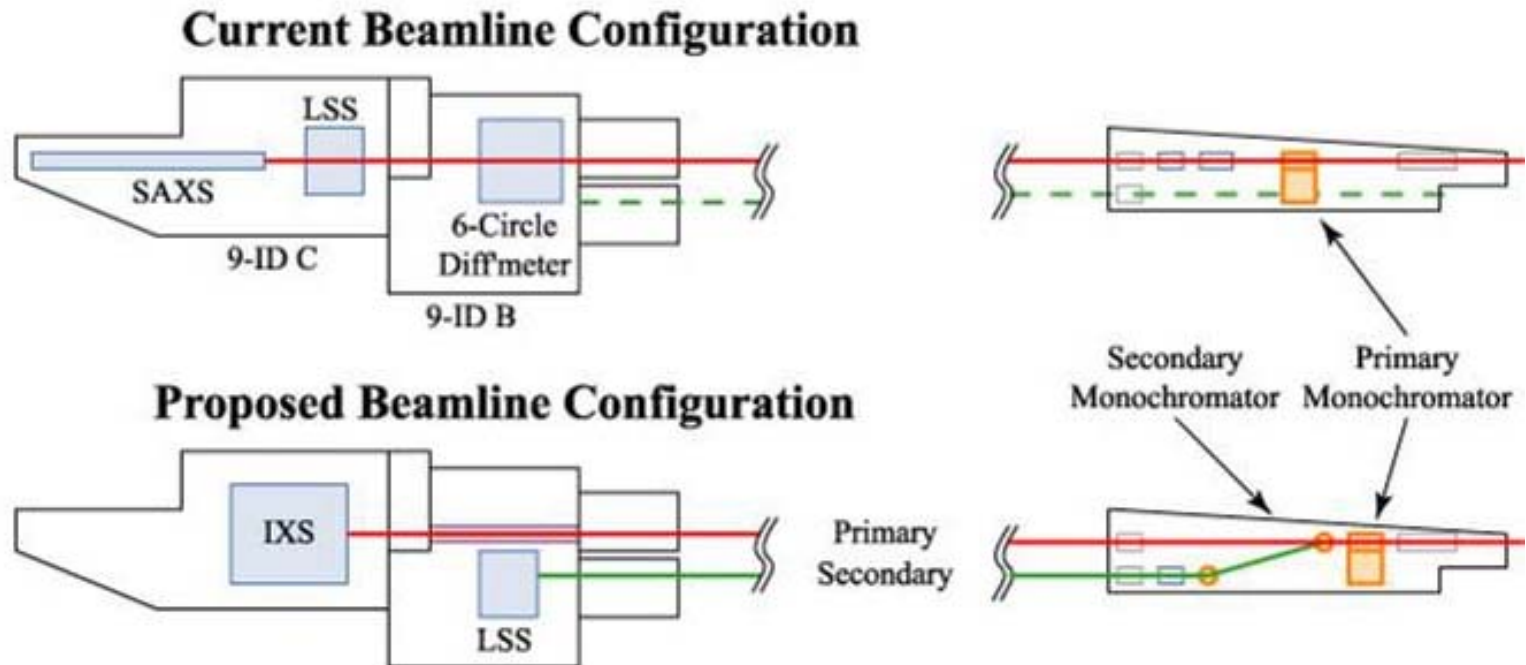 Current Beamline Configuration
LSS
SAXS
6-Circle
Diff'meter
9-ID C
9-ID B
Secondary
Monochromator
Primary
Monochromator
Proposed Beamline Configuration
IXS
Primary
Secondary
LSS